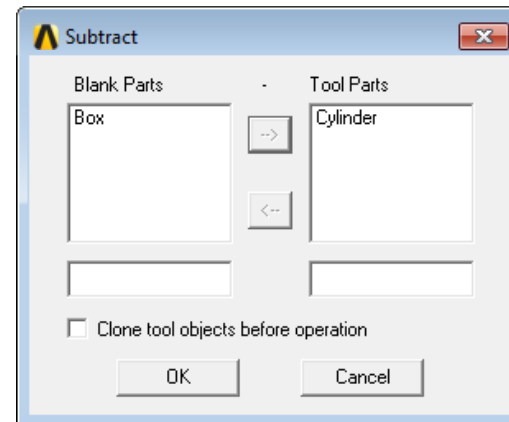 Subtract
Blank Parts - Tool Parts
Box
Cylinder
-->
<--
Clone tool objects before operation
OK Cancel